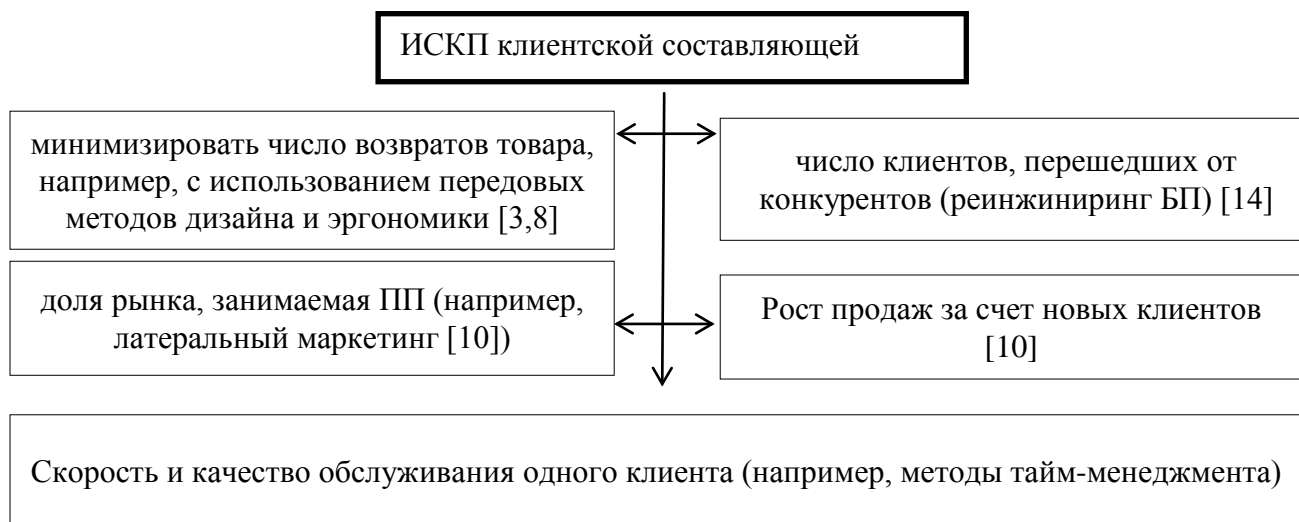 ИСКП клиентской составляющей
минимизировать число возвратов товара,
например, с использованием передовых
методов дизайна и эргономики [3,8]
число клиентов, перешедших от
конкурентов (реинжиниринг БП) [14]
доля рынка, занимаемая ПП (например,
латеральный маркетинг [10])
Рост продаж за счет новых клиентов
[10]
Скорость и качество обслуживания одного клиента (например, методы тайм-менеджмента)